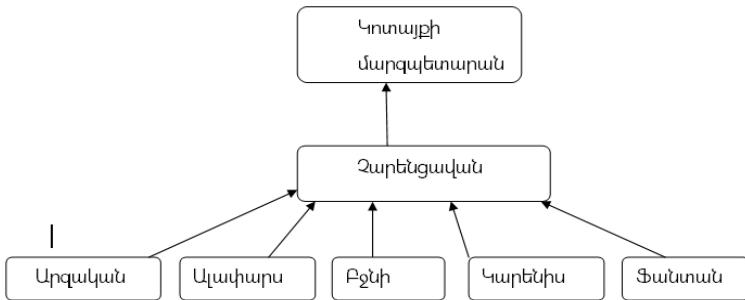 Կոտայքի
մարզպետարան
Չարենցավան
Արզական
Ալափարս
Բջնի
Կարենիս
Ֆանտան